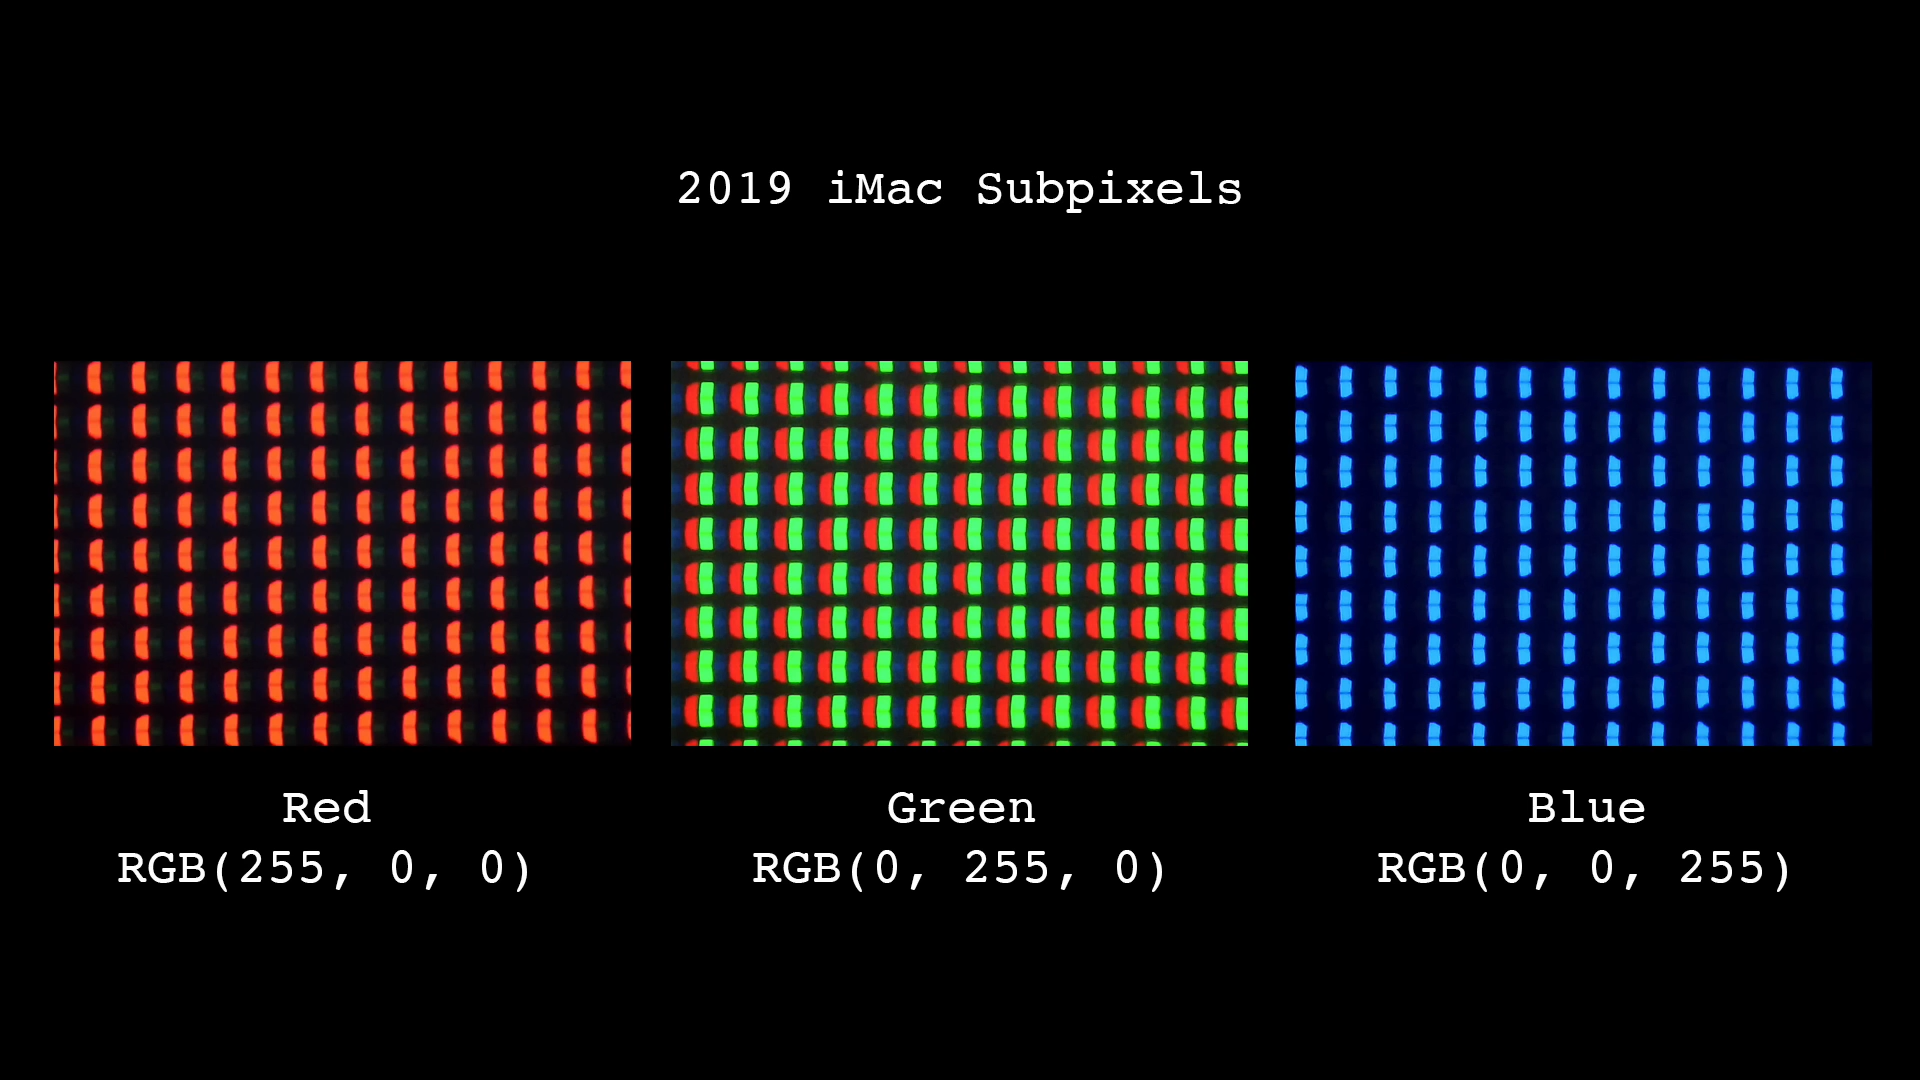 2019 iMac Subpixels
Red
RGB(255, 0, 0)
Green
RGB(0, 255, 0)
Blue
RGB(0, 0, 255)